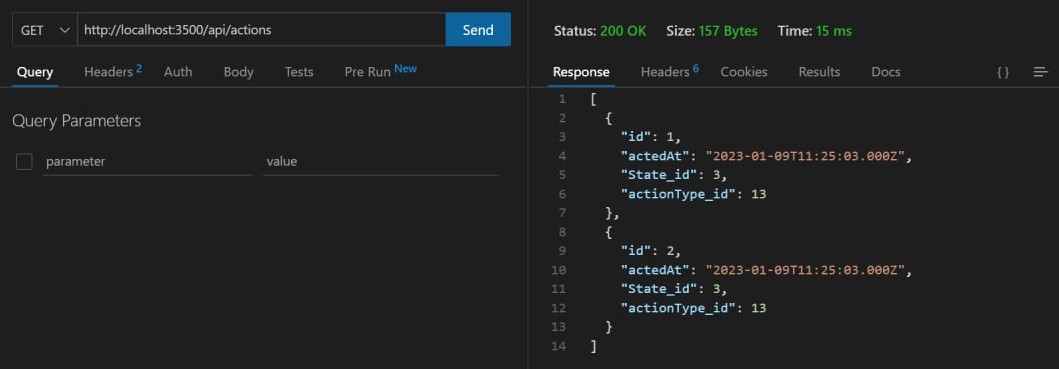 GET http://localhost:3500/api/actions Send
Query Headers 2 Auth Body Tests Pre Run New
Query Parameters
parameter value
Status: 200 OK Size: 157 Bytes Time: 15 ms
Response Headers 6 Cookies Results Docs {}
1 [
2 {
3 "id": 1,
4 "actedAt": "2023-01-09T11:25:03.000Z",
5 "State_id": 3,
6 "actionType_id": 13
7 },
8 {
9 "id": 2,
10 "actedAt": "2023-01-09T11:25:03.000Z",
11 "State_id": 3,
12 "actionType_id": 13
13 }
14 ]